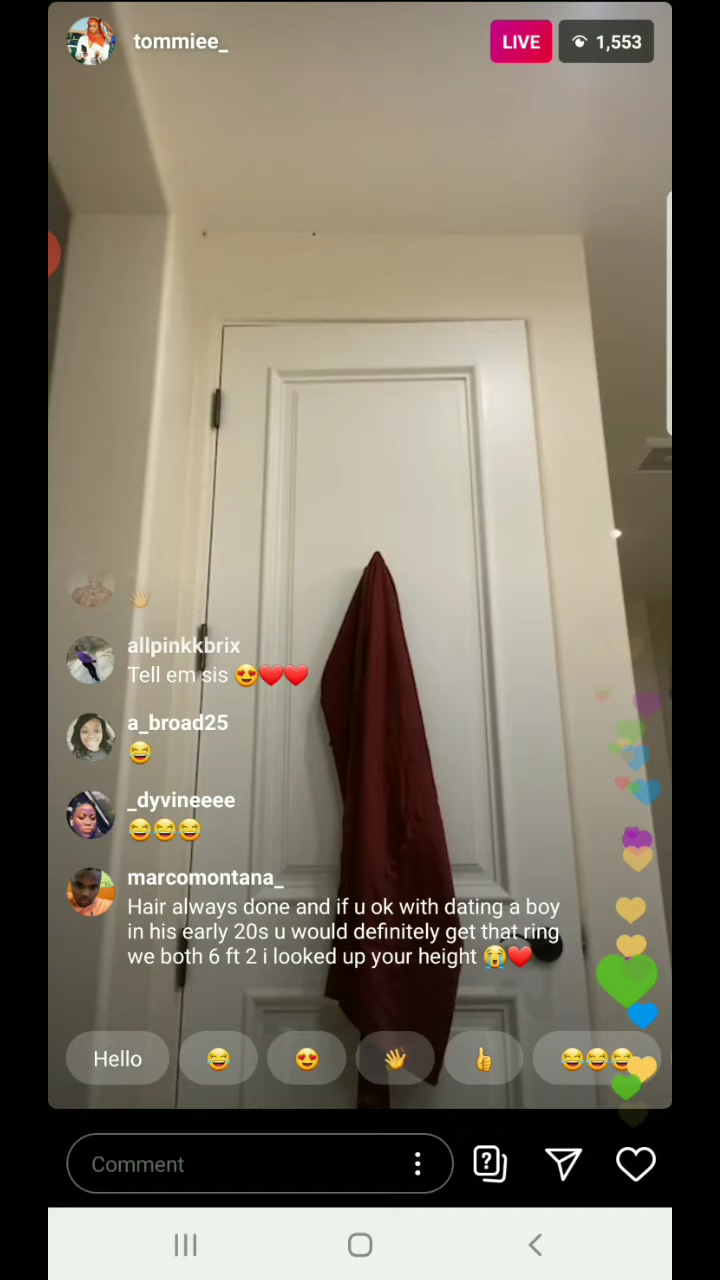 tommiee_
LIVE
1,553
👋
allpinkkbrix
Tell em sis 😍❤️❤️
a_broad25
😂
_dyvineeee
😂😂😂
marcomontana_
Hair always done and if u ok with dating a boy
in his early 20s u would definitely get that ring
we both 6 ft 2 i looked up your height 😭❤️
Hello 😂 😍 👋 👍 😂😂😂
Comment